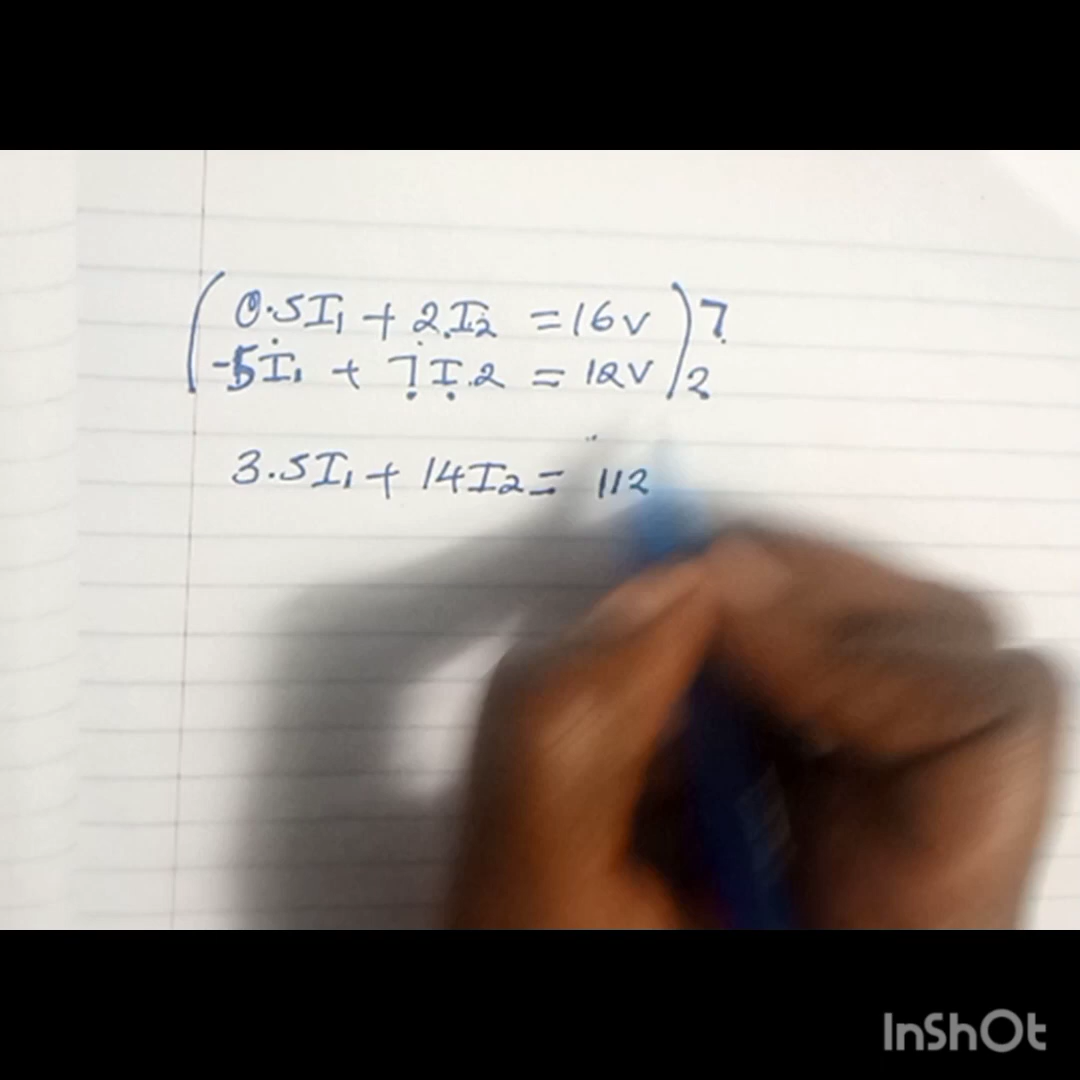 (0.5I₁ + 2I₂ = 16V) 7
(-5I₁ + 7I2 = 12V) 2
3.5I₁ + 14I2 = 112
InShOt